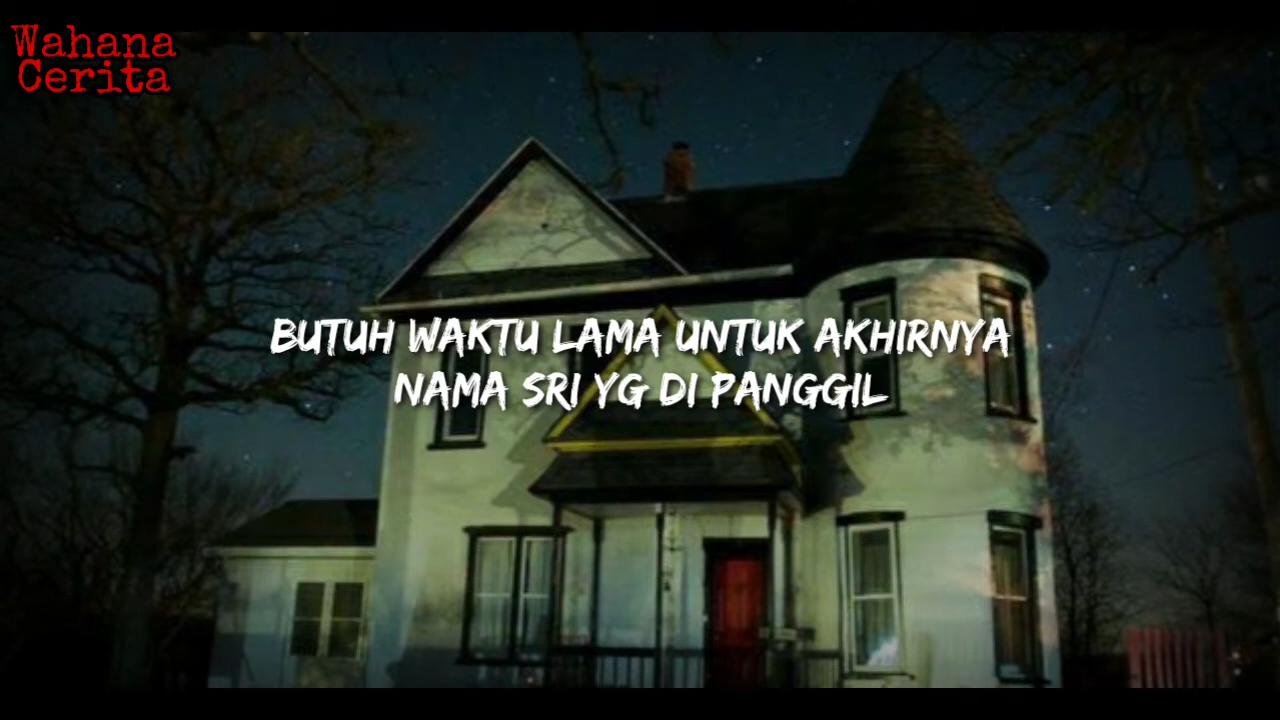 Wahana
Cerita
BUTUH WAKTU LAMA UNTUK AKHIRNYA
NAMA SRI YG DI PANGGIL